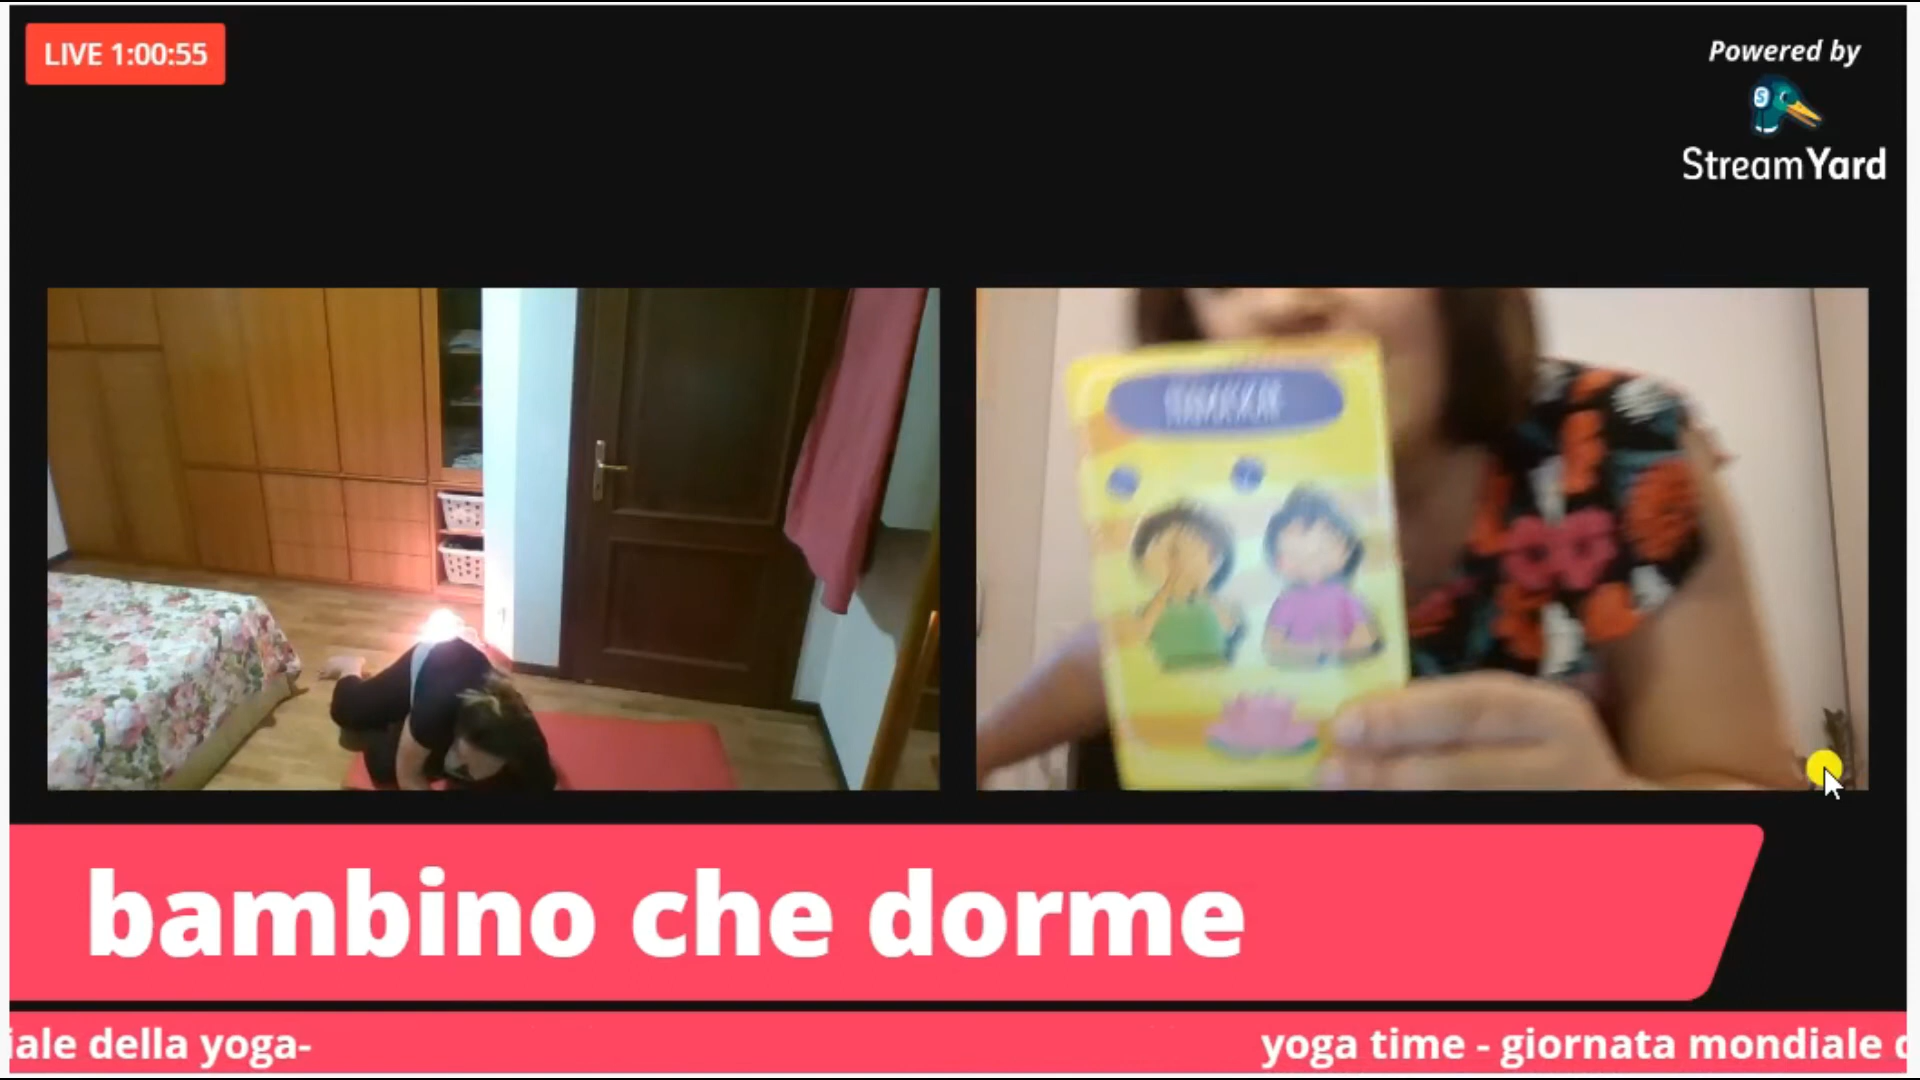 LIVE 1:00:55
Powered by
StreamYard
bambino che dorme
iale della yoga-
yoga time - giornata mondiale d